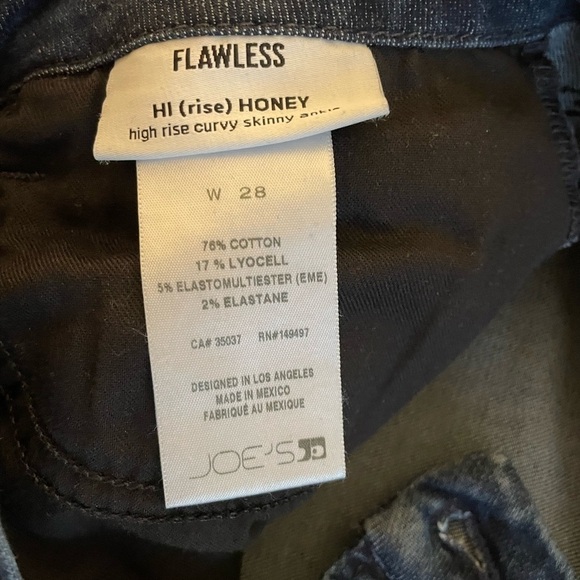 FLAWLESS
HI (rise) HONEY
high rise curvy skinny ankle
W 28
76% COTTON
17 % LYOCELL
5% ELASTOMULTIESTER (EME)
2% ELASTANE
CA# 35037 RN#149497
DESIGNED IN LOS ANGELES
MADE IN MEXICO
FABRIQUÉ AU MEXIQUE
JOE'S